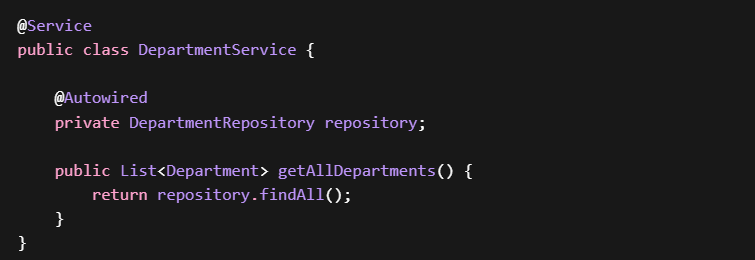 @Service
public class DepartmentService {
    @Autowired
    private DepartmentRepository repository;
    public List<Department> getAllDepartments() {
        return repository.findAll();
    }
}